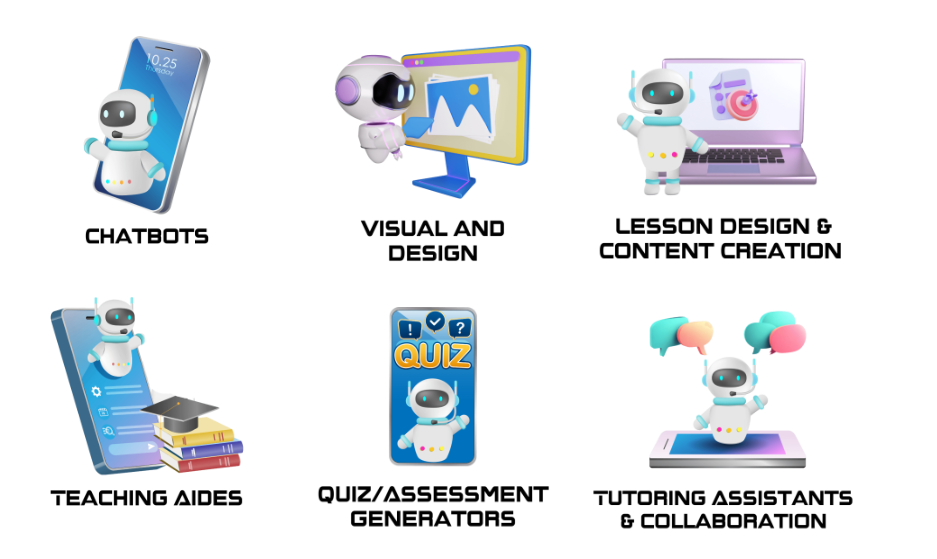 10.25
thursday
CHATBOTS
VISUAL AND
DESIGN
LESSON DESIGN &
CONTENT CREATION
! ?
QUIZ
TEACHING AIDES
QUIZ/ASSESSMENT
GENERATORS
TUTORING ASSISTANTS
& COLLABORATION